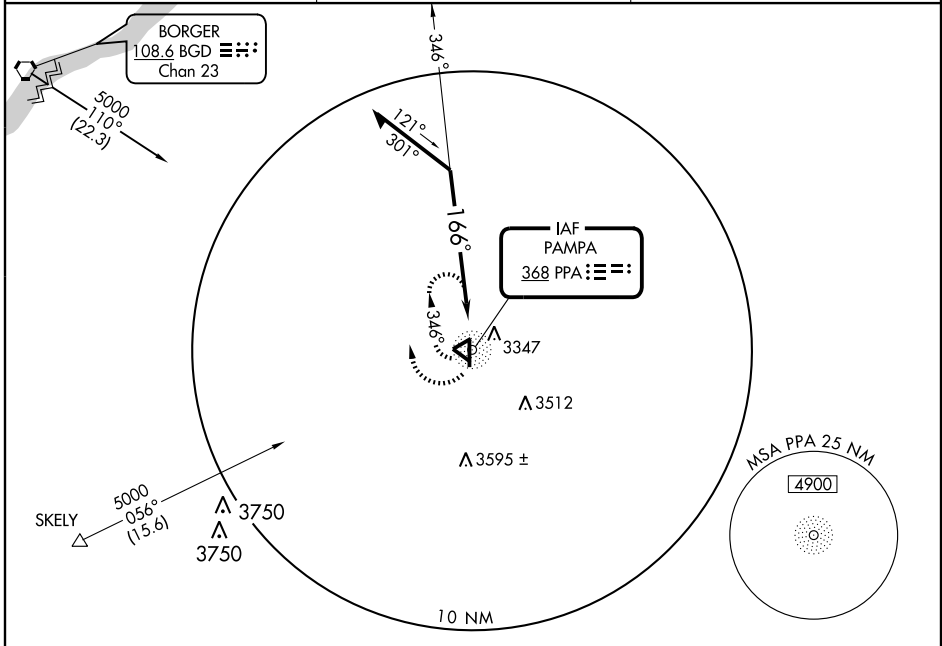 BORGER
108.6 BGD
Chan 23
5000
110°
(22.3)
346°
121°
301°
166°
IAF
PAMPA
368 PPA
346°
3347
3512
3595 ±
MSA PPA 25 NM
4900
SKELY
5000
056°
(15.6)
3750
3750
10 NM